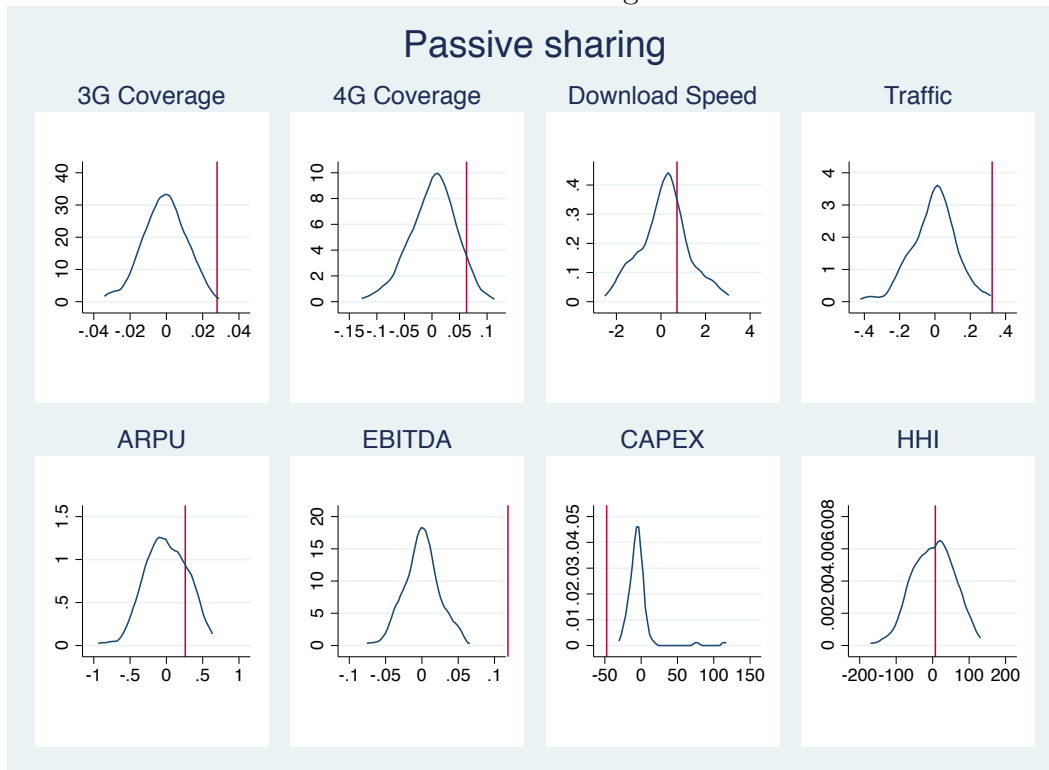 Passive sharing
3G Coverage
0 10 20 30 40
-.04 -.02 0 .02 .04
4G Coverage
0 2 4 6 8 10
-.15 -.1 -.05 0 .05 .1
Download Speed
0 .1 .2 .3 .4
-2 0 2 4
Traffic
0 1 2 3 4
-.4 -.2 0 .2 .4
ARPU
0 .5 1 1.5
-1 -.5 0 .5 1
EBITDA
0 5 10 15 20
-.1 -.05 0 .05 .1
CAPEX
0 .01 .02 .03 .04 .05
-50 0 50 100 150
HHI
0 .002 .004 .006 .008
-200 -100 0 100 200